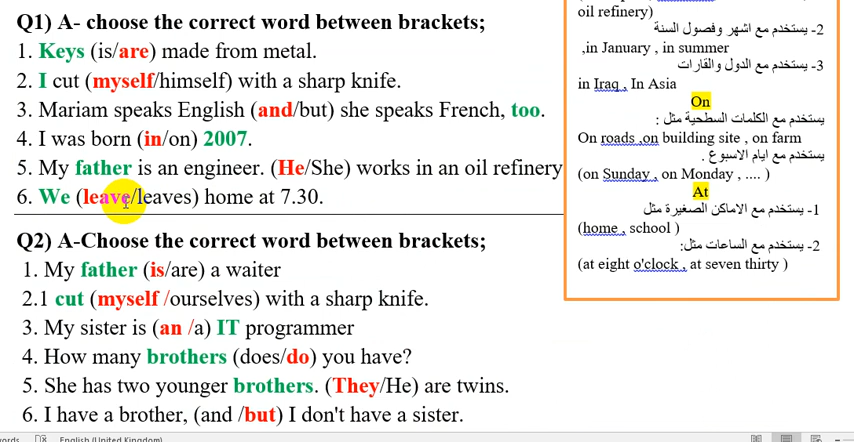 Q1) A- choose the correct word between brackets;
1. Keys (is/are) made from metal.
2. I cut (myself/himself) with a sharp knife.
3. Mariam speaks English (and/but) she speaks French, too.
4. I was born (in/on) 2007.
5. My father is an engineer. (He/She) works in an oil refinery
6. We (leave/leaves) home at 7.30.
Q2) A-Choose the correct word between brackets;
1. My father (is/are) a waiter
2.1 cut (myself /ourselves) with a sharp knife.
3. My sister is (an /a) IT programmer
4. How many brothers (does/do) you have?
5. She has two younger brothers. (They/He) are twins.
6. I have a brother, (and /but) I don't have a sister.
oil refinery)
2- يستخدم مع اشهر وفصول السنة
,in January , in summer
3- يستخدم مع الدول والقارات
in Iraq , In Asia
On
يستخدم مع الكلمات السطحية مثل :
On roads ,on building site , on farm
يستخدم مع ايام الاسبوع .
(on Sunday , on Monday , .... )
At
1- يستخدم مع الاماكن الصغيرة مثل
(home , school )
2- يستخدم مع الساعات مثل:
(at eight o'clock , at seven thirty )
English (United Kingdom)